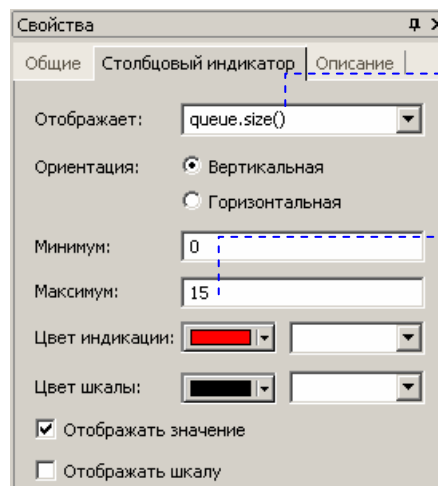 Свойства
Общие Столбцовый индикатор Описание
Отображает: queue.size()
Ориентация: Вертикальная
Горизонтальная
Минимум: 0
Максимум: 15
Цвет индикации:
Цвет шкалы:
Отображать значение
Отображать шкалу